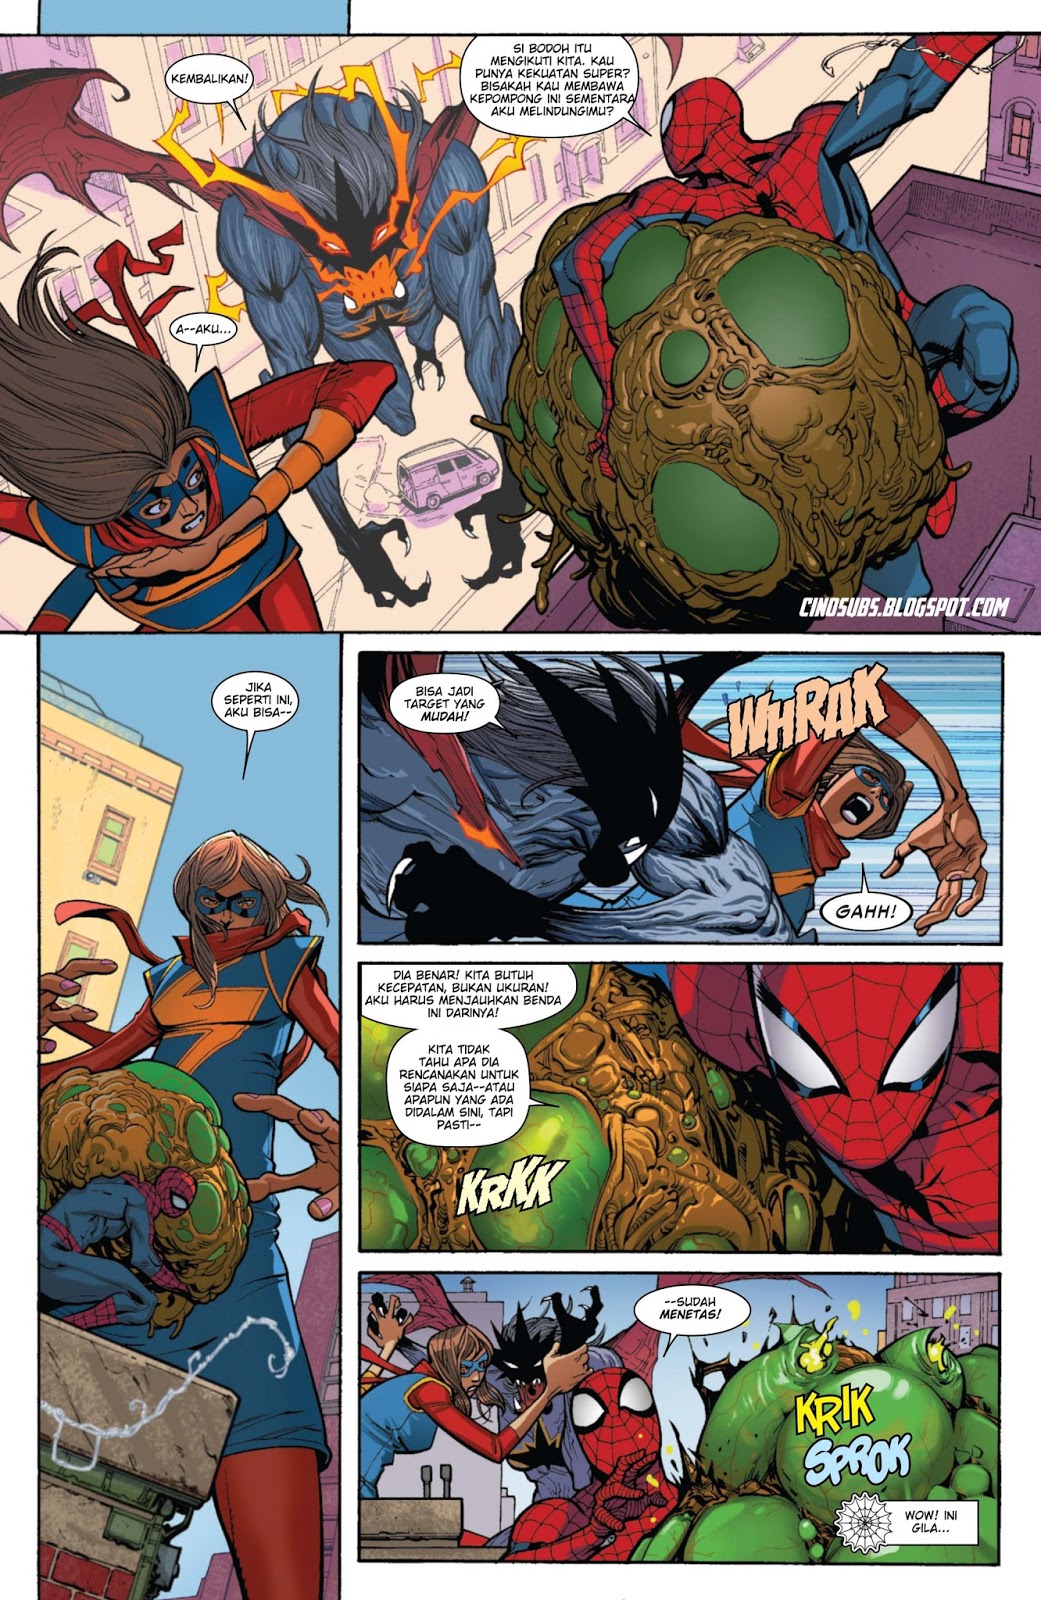 KEMBALIKAN!
SI BODOH ITU
MENGIKUTI KITA. KAU
PUNYA KEKUATAN SUPER?
BISAKAH KAU MEMBAWA
KEPOMPONG INI SEMENTARA
AKU MELINDUNGIMU?
A--AKU...
CINOSUBS.BLOGSPOT.COM
JIKA
SEPERTI INI,
AKU BISA--
BISA JADI
TARGET YANG
MUDAH!
WHRAK
GAHH!
DIA BENAR! KITA BUTUH
KECEPATAN, BUKAN UKURAN!
AKU HARUS MENJAUHKAN BENDA
INI DARINYA!
KITA TIDAK
TAHU APA DIA
RENCANAKAN UNTUK
SIAPA SAJA--ATAU
APAPUN YANG ADA
DIDALAM SINI, TAPI
PASTI--
KRKK
--SUDAH
MENETAS!
KRIK
SPROK
WOW! INI
GILA...